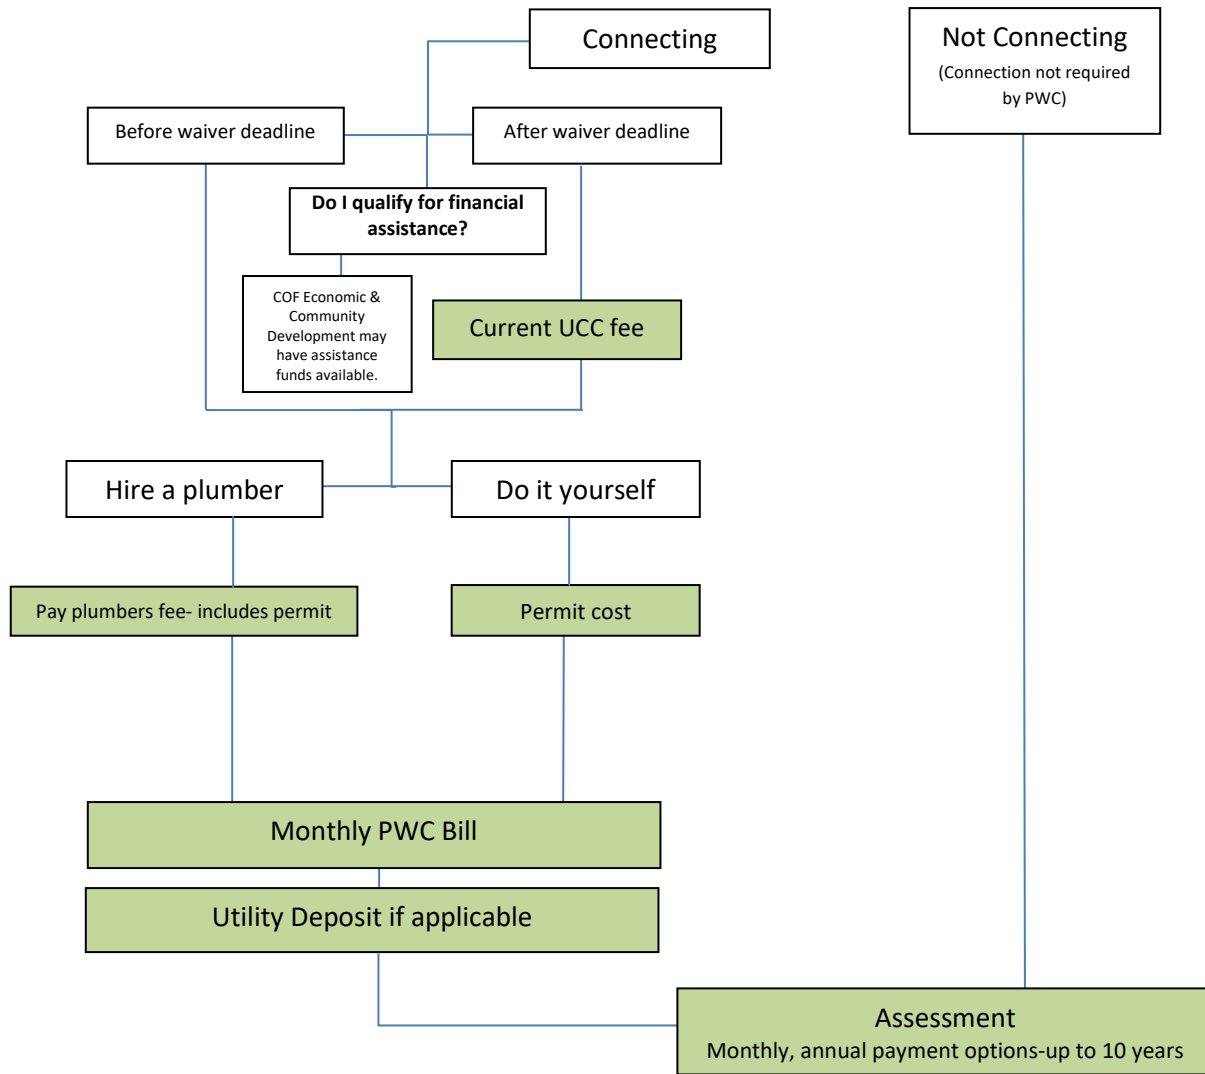 Connecting
Not Connecting
(Connection not required
by PWC)
Before waiver deadline
After waiver deadline
Do I qualify for financial
assistance?
COF Economic &
Community
Development may
have assistance
funds available.
Current UCC fee
Hire a plumber
Do it yourself
Pay plumbers fee- includes permit
Permit cost
Monthly PWC Bill
Utility Deposit if applicable
Assessment
Monthly, annual payment options-up to 10 years